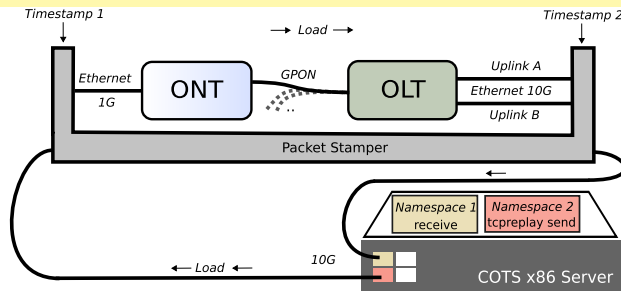 Timestamp 1
Timestamp 2
Load
Ethernet
1G
ONT
GPON
OLT
Uplink A
Ethernet 10G
Uplink B
Packet Stamper
Namespace 1
receive
Namespace 2
tcpreplay send
10G
Load
COTS x86 Server